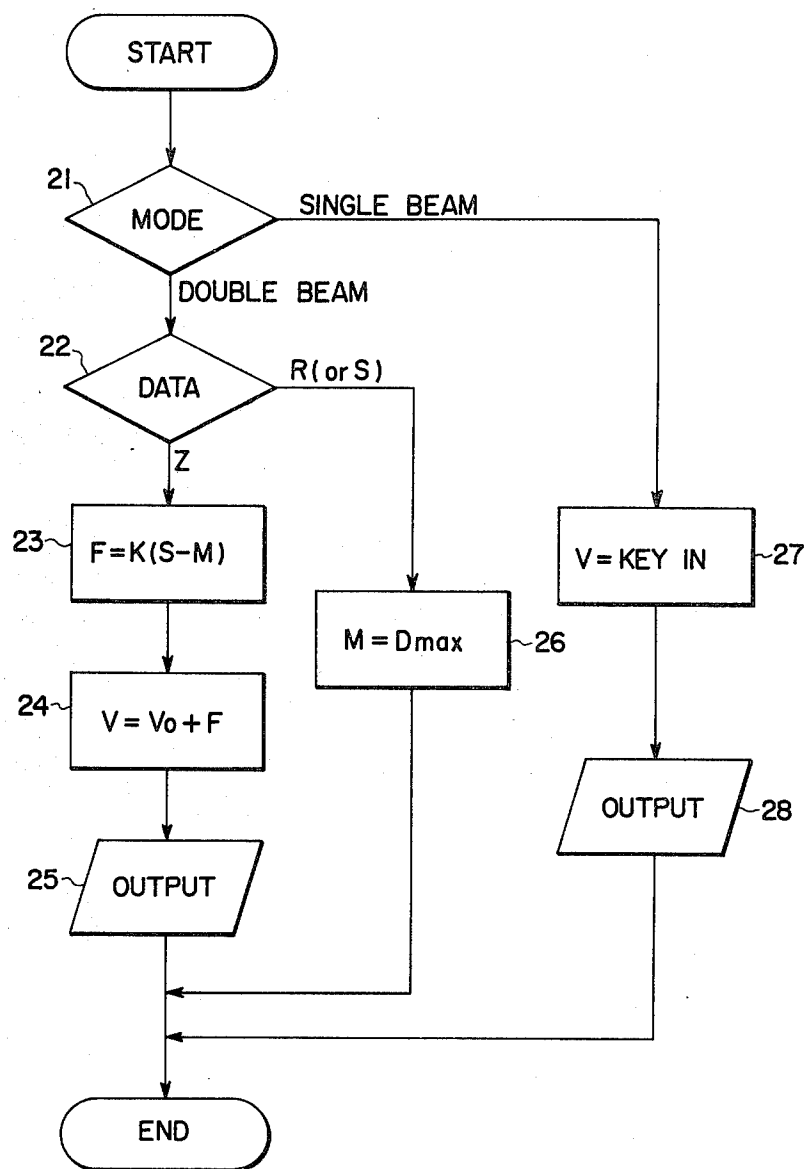 START
21
MODE
SINGLE BEAM
DOUBLE BEAM
22
DATA
R(or S)
Z
23
F=K(S-M)
V=KEY IN
27
M=Dmax
26
24
V=Vo+F
OUTPUT
28
25
OUTPUT
END